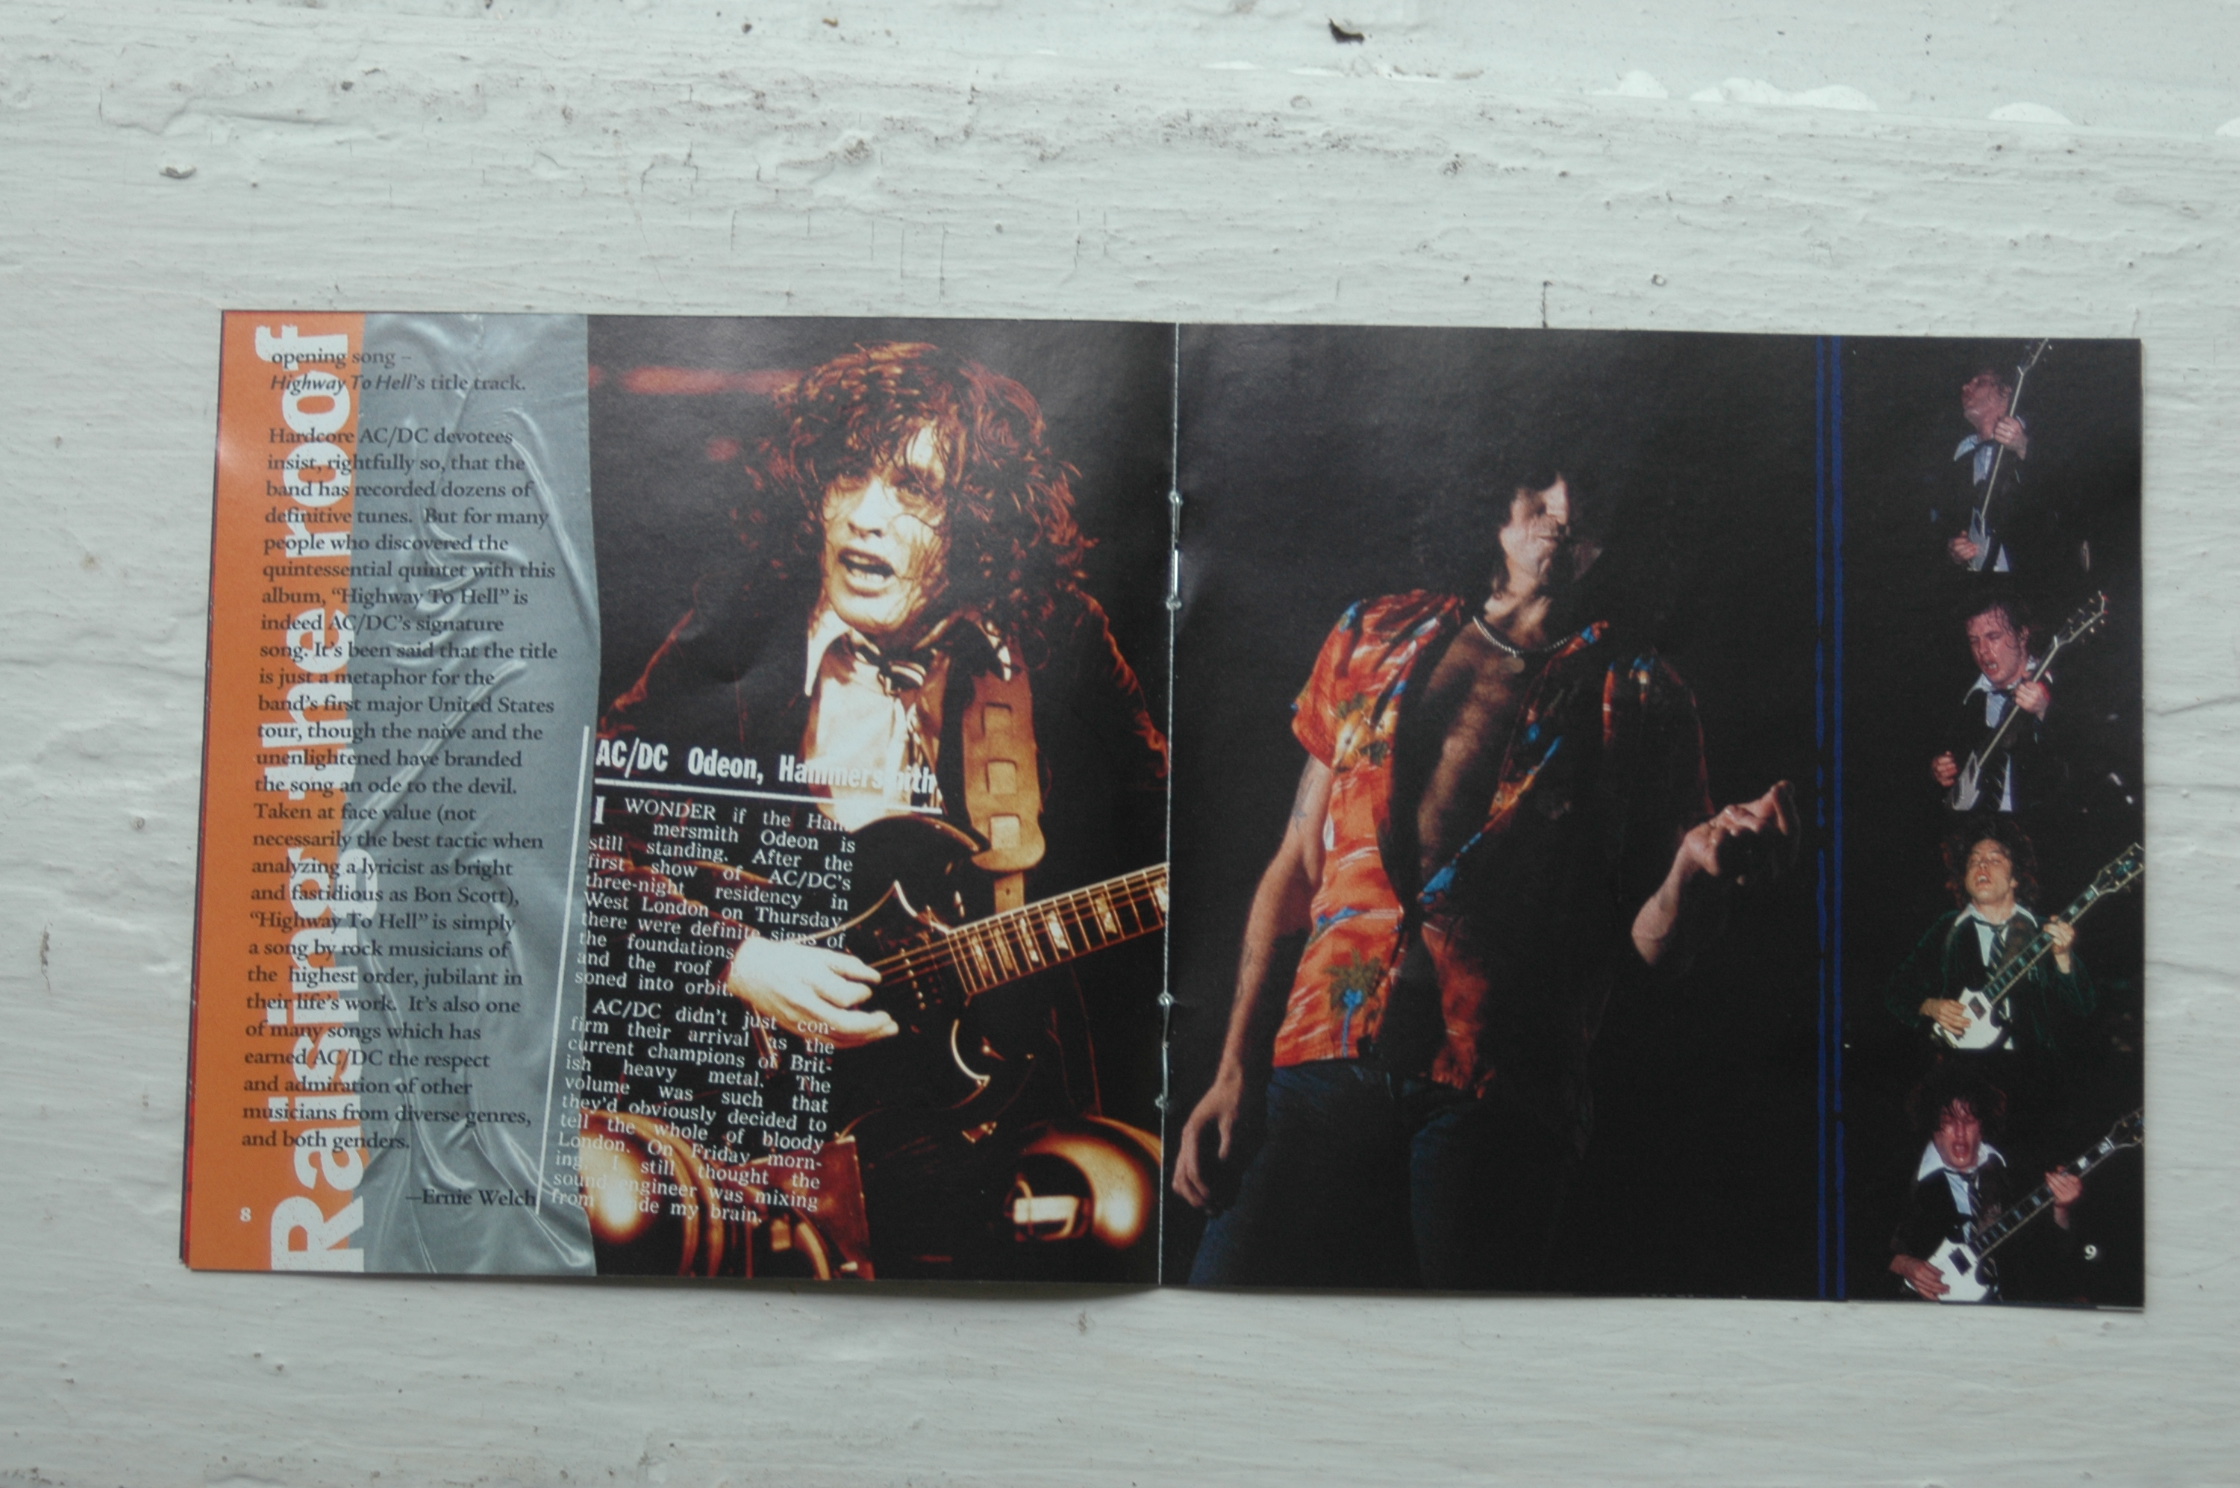 Raising the roof
opening song –
Highway To Hell's title track.
Hardcore AC/DC devotees
insist, rightfully so, that the
band has recorded dozens of
definitive tunes. But for many
people who discovered the
quintessential quintet with this
album, “Highway To Hell” is
indeed AC/DC's signature
song. It's been said that the title
is just a metaphor for the
band's first major United States
tour, though the naive and the
unenlightened have branded
the song an ode to the devil.
Taken at face value (not
necessarily the best tactic when
analyzing a lyricist as bright
and fastidious as Bon Scott),
“Highway To Hell” is simply
a song by rock musicians of
the highest order, jubilant in
their life's work. It's also one
of many songs which has
earned AC/DC the respect
and admiration of other
musicians from diverse genres,
and both genders.
—Ernie Welch
8
AC/DC Odeon, Hammersmith.
I WONDER if the Ham-
mersmith Odeon is
still standing. After the
first show of AC/DC's
three-night residency in
West London on Thursday
there were definite signs of
the foundations
and the roof
soned into orbit.
AC/DC didn't just con-
firm their arrival as the
current champions of Brit-
ish heavy metal. The
volume was such that
they'd obviously decided to
tell the whole of bloody
London. On Friday morn-
ing I still thought the
sound engineer was mixing
from ide my brain.
9